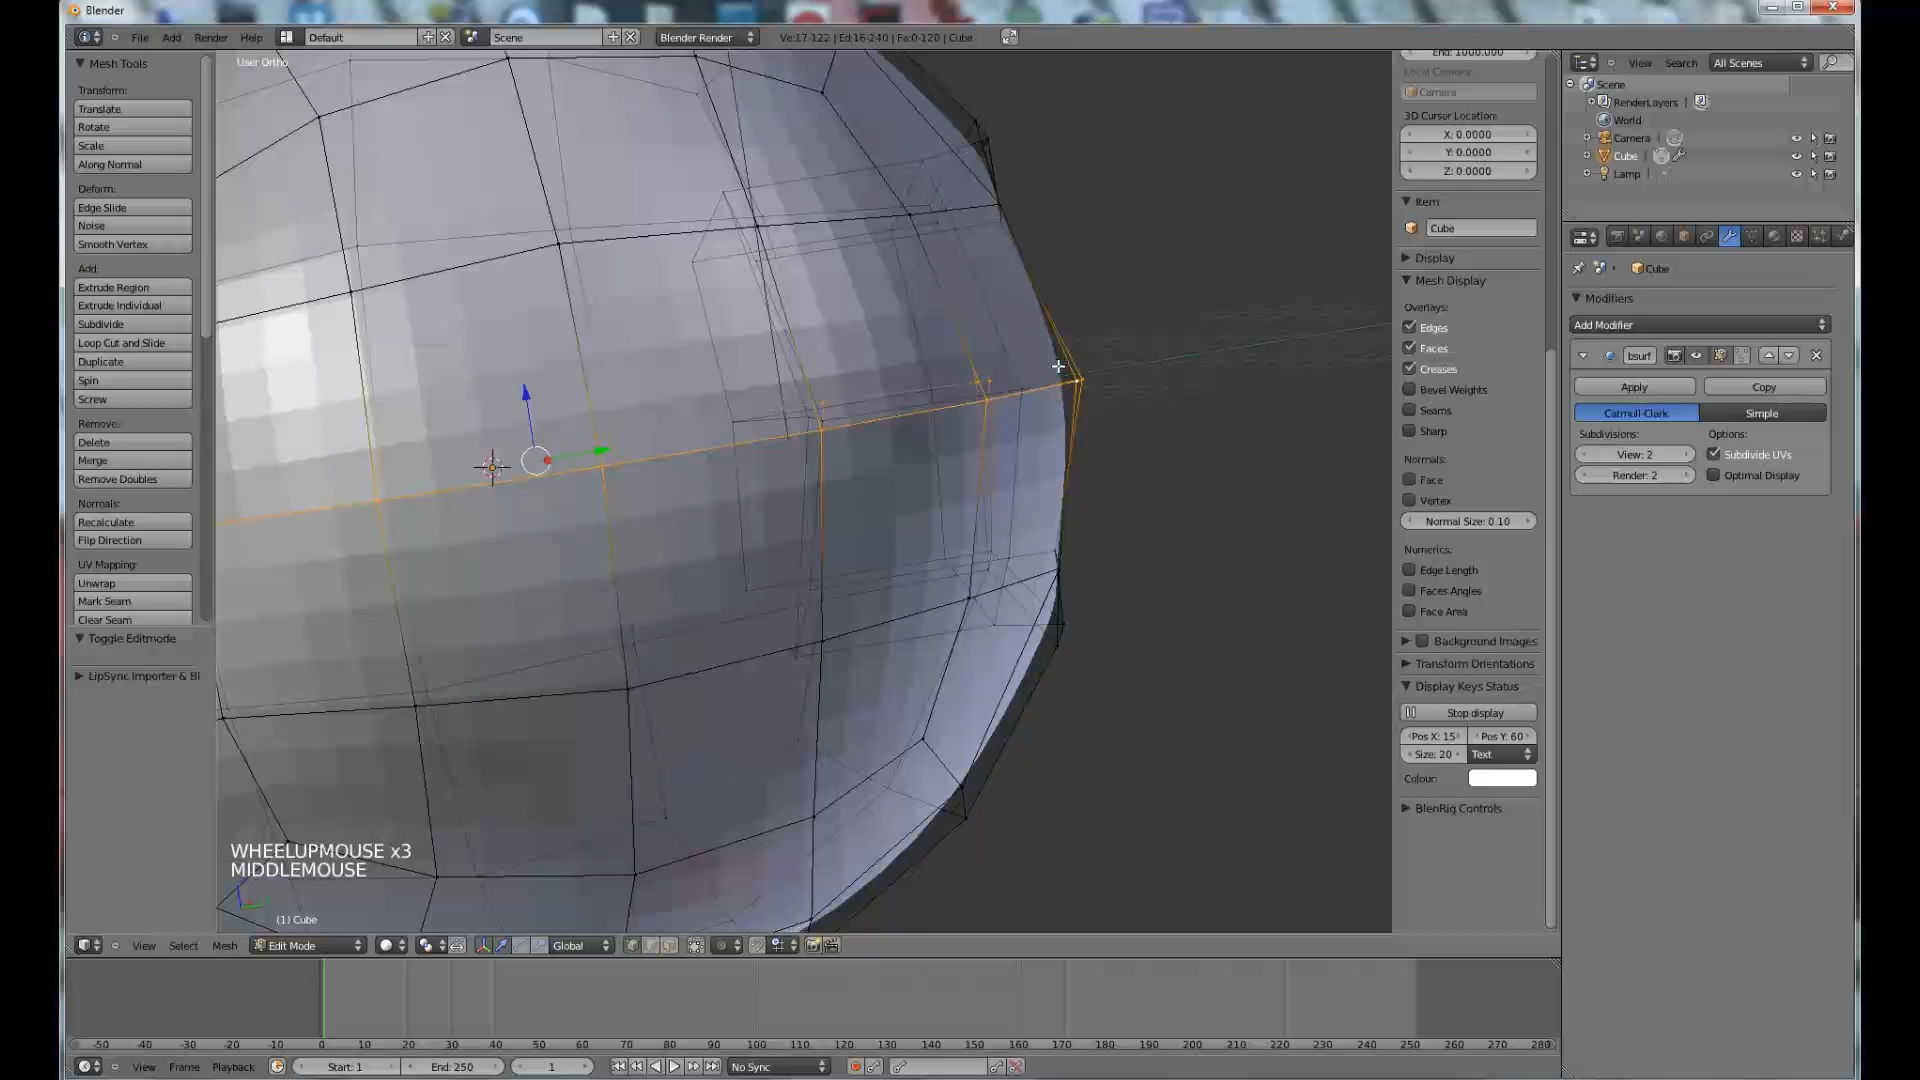 Blender
File Add Render Help Default Scene Blender Render Ve:17-122 | Ed:16-240 | Fa:0-120 | Cube
Mesh Tools
Transform:
Translate
Rotate
Scale
Along Normal
Deform:
Edge Slide
Noise
Smooth Vertex
Add:
Extrude Region
Extrude Individual
Subdivide
Loop Cut and Slide
Duplicate
Spin
Screw
Remove:
Delete
Merge
Remove Doubles
Normals:
Recalculate
Flip Direction
UV Mapping:
Unwrap
Mark Seam
Clear Seam
Toggle Editmode
LipSync Importer & Bl
User Ortho
WHEELUPMOUSE x3
MIDDLEMOUSE
(1) Cube
End: 1000.000
Local Camera:
Camera
3D Cursor Location:
X: 0.0000
Y: 0.0000
Z: 0.0000
Item
Cube
Display
Mesh Display
Overlays:
Edges
Faces
Creases
Bevel Weights
Seams
Sharp
Normals:
Face
Vertex
Normal Size: 0.10
Numerics:
Edge Length
Faces Angles
Face Area
Background Images
Transform Orientations
Display Keys Status
Stop display
Pos X: 15 Pos Y: 60
Size: 20 Text
Colour:
BlenRig Controls
View Search All Scenes
Scene
RenderLayers
World
Camera
Cube
Lamp
Cube
Modifiers
Add Modifier
bsurf
Apply Copy
Catmull-Clark Simple
Subdivisions: Options:
View: 2 Subdivide UVs
Render: 2 Optimal Display
View Select Mesh Edit Mode Global
-50 -40 -30 -20 -10 0 10 20 30 40 50 60 70 80 90 100 110 120 130 140 150 160 170 180 190 200 210 220 230 240 250 260 270 280
View Frame Playback Start: 1 End: 250 1 No Sync